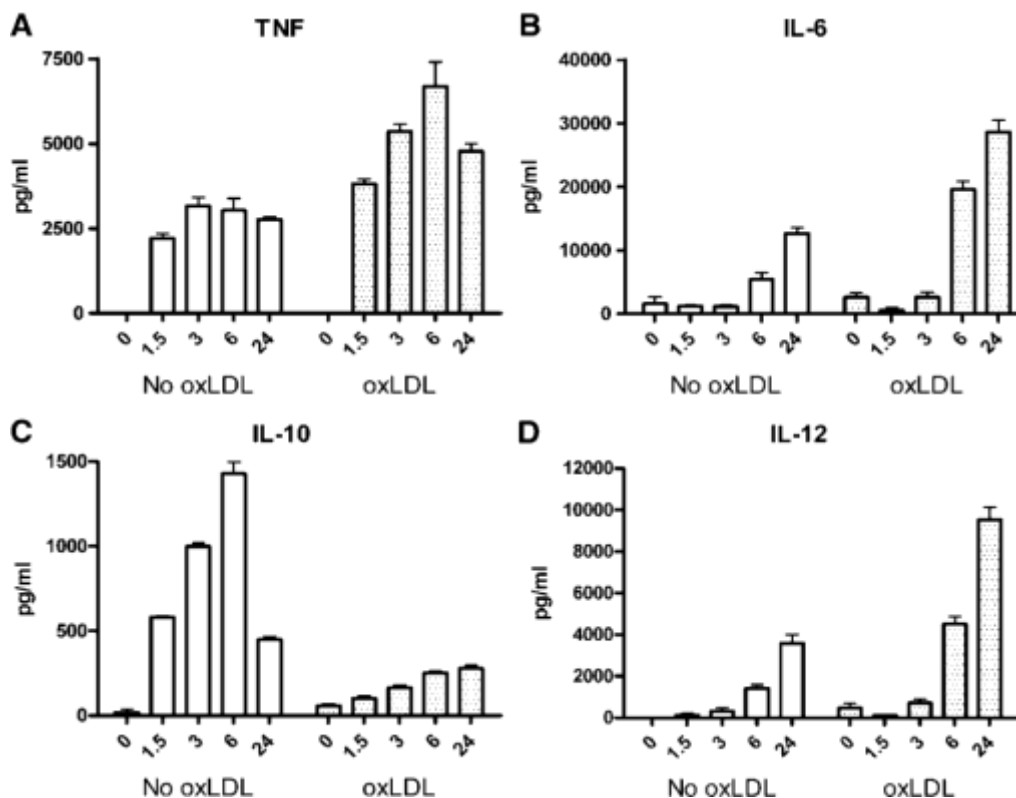 A TNF
7500
5000
2500
0
pg/ml
0 1.5 3 6 24 0 1.5 3 6 24
No oxLDL oxLDL
B IL-6
40000
30000
20000
10000
0
pg/ml
0 1.5 3 6 24 0 1.5 3 6 24
No oxLDL oxLDL
C IL-10
1500
1000
500
0
pg/ml
0 1.5 3 6 24 0 1.5 3 6 24
No oxLDL oxLDL
D IL-12
12000
10000
8000
6000
4000
2000
0
pg/ml
0 1.5 3 6 24 0 1.5 3 6 24
No oxLDL oxLDL